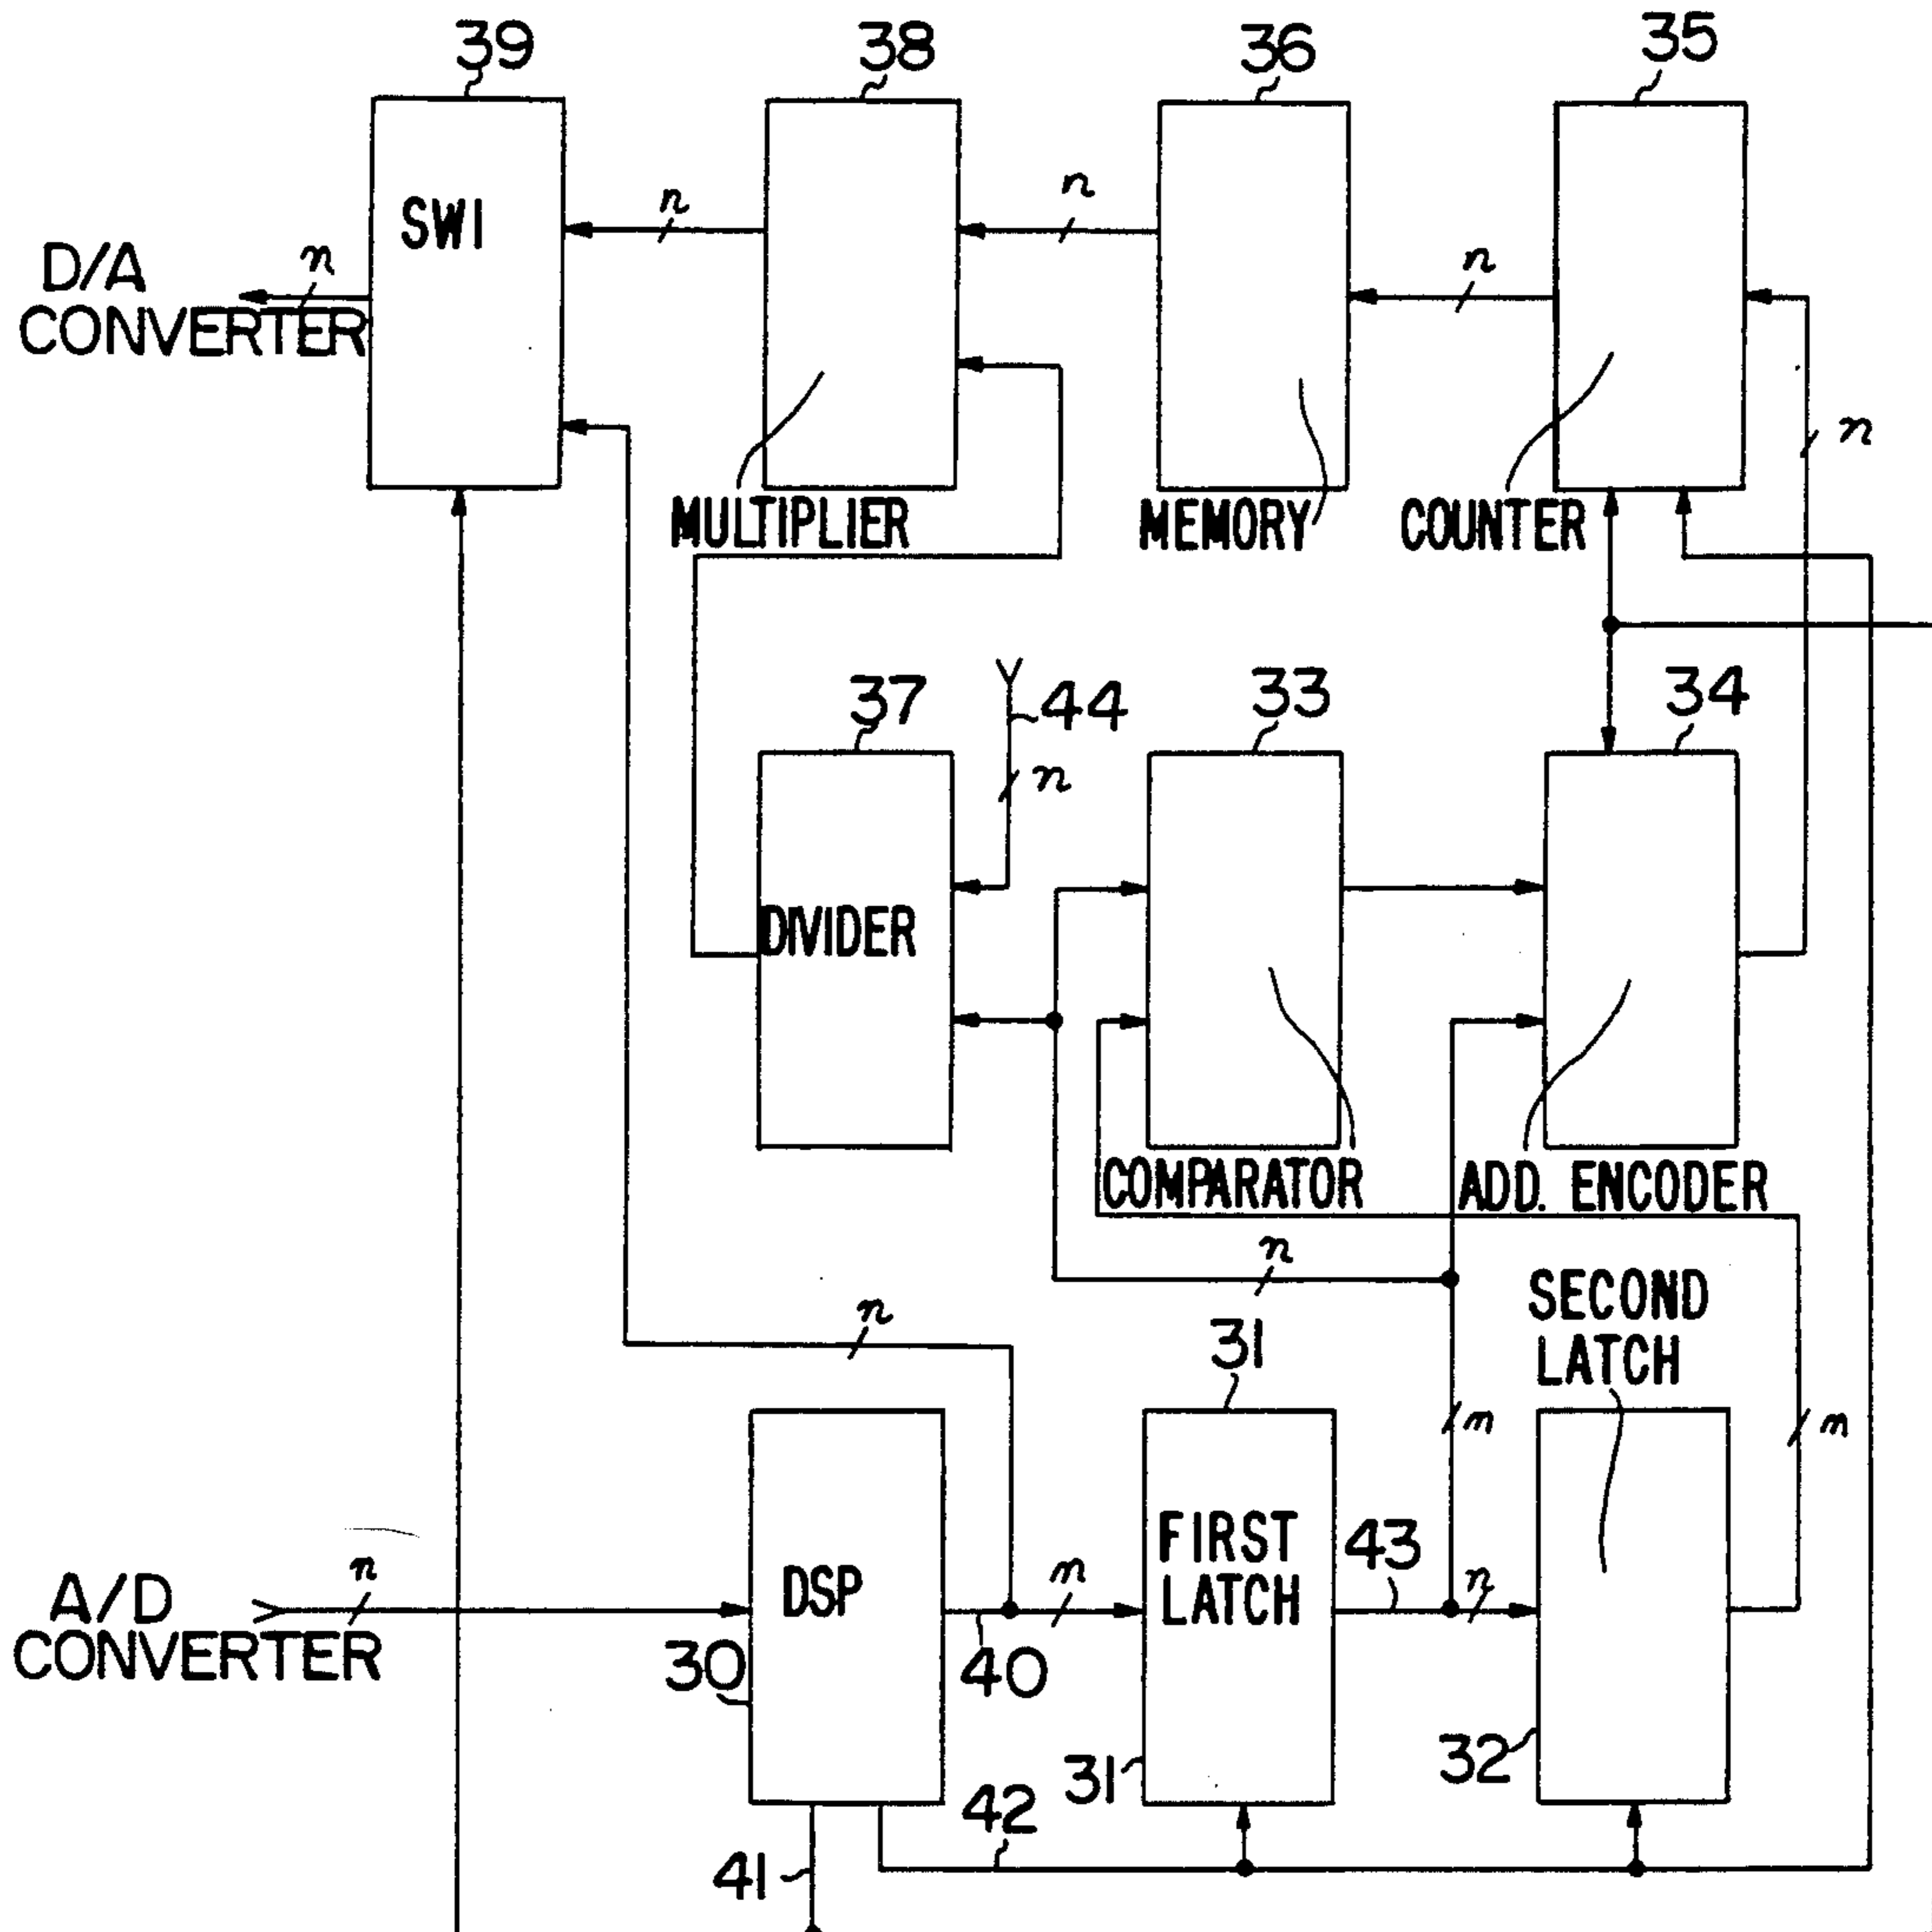 39
38
36
35
SW1
n
n
D/A
CONVERTER
n
n
n
MULTIPLIER
MEMORY
COUNTER
37
44
33
34
n
DIVIDER
COMPARATOR
ADD. ENCODER
n
n
SECOND
LATCH
31
m
m
A/D
CONVERTER
n
DSP
m
FIRST
LATCH
43
n
30
40
31
32
42
41